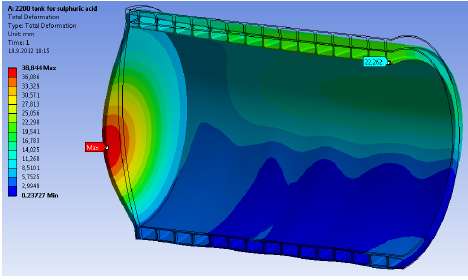 A: 2200 tank for sulphuric acid
Total Deformation
Type: Total Deformation
Unit: mm
Time: 1
13.9.2012 18:15
38,844 Max
36,086
33,329
30,571
27,813
25,056
22,298
19,541
16,783
14,025
11,268
8,5101
5,7525
2,9949
0,23727 Min
22,262
Max